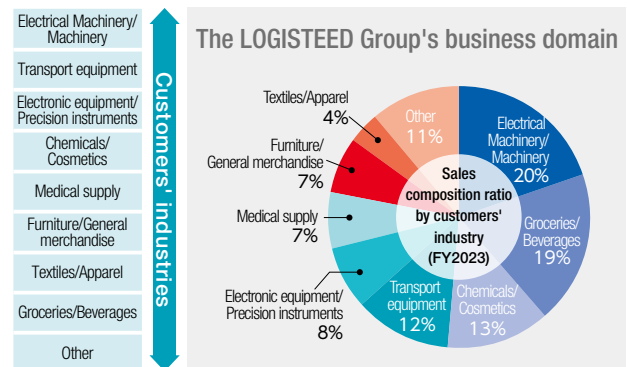 Electrical Machinery/
Machinery
Transport equipment
Electronic equipment/
Precision instruments
Chemicals/
Cosmetics
Medical supply
Furniture/General
merchandise
Textiles/Apparel
Groceries/Beverages
Other
Customers' industries
The LOGISTEED Group's business domain
Sales
composition ratio
by customers'
industry
(FY2023)
Electrical
Machinery/
Machinery
20%
Groceries/
Beverages
19%
Chemicals/
Cosmetics
13%
Transport
equipment
12%
Electronic equipment/
Precision instruments
8%
Medical supply
7%
Furniture/
General merchandise
7%
Textiles/Apparel
4%
Other
11%